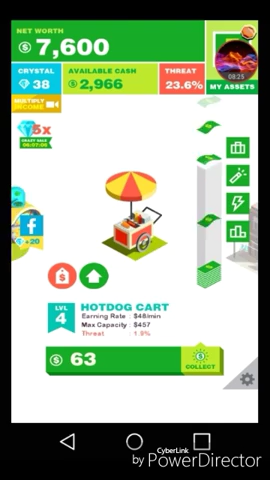 NET WORTH
$ 7,600
08:25
CRYSTAL
38
AVAILABLE CASH
$ 2,966
THREAT
23.6%
MY ASSETS
MULTIPLY
INCOME
5x
CRAZY SALE
f
+20
LVL
4
HOTDOG CART
Earning Rate : $48/min
Max Capacity : $457
Threat : 1.9%
$ 63
COLLECT
CyberLink
by PowerDirector